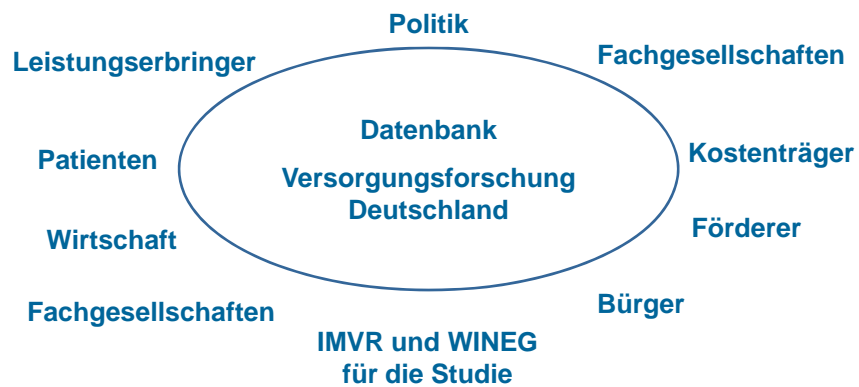 Politik
Leistungserbringer
Fachgesellschaften
Datenbank
Patienten
Kostenträger
Versorgungsforschung
Deutschland
Wirtschaft
Förderer
Fachgesellschaften
Bürger
IMVR und WINEG
für die Studie